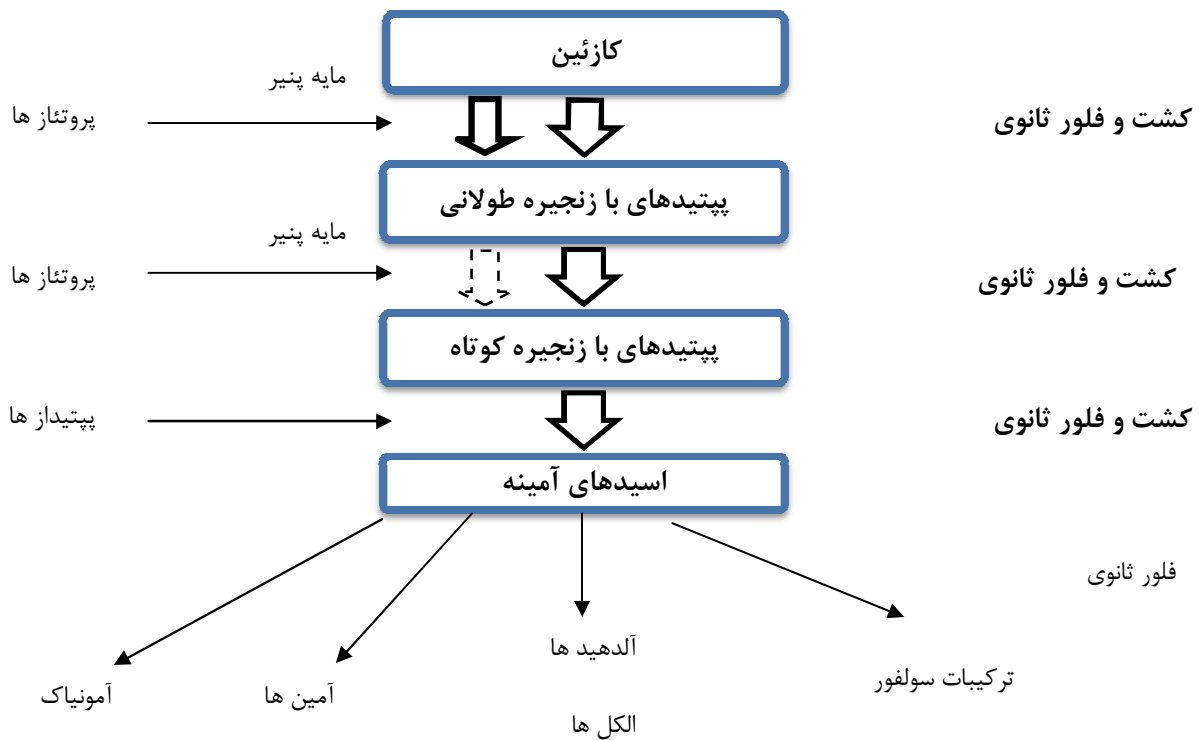 کازئین
مایه پنیر
کشت و فلور ثانوی
پروتئاز ها
پپتیدهای با زنجیره طولانی
مایه پنیر
کشت و فلور ثانوی
پروتئاز ها
پپتیدهای با زنجیره کوتاه
کشت و فلور ثانوی
پپتیداز ها
اسیدهای آمینه
فلور ثانوی
آلدهید ها
ترکیبات سولفور
آمین ها
آمونیاک
الکل ها